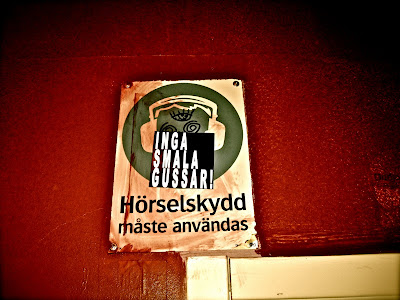 INGA
SMALA
GUSSAR!
Hörselskydd
måste användas